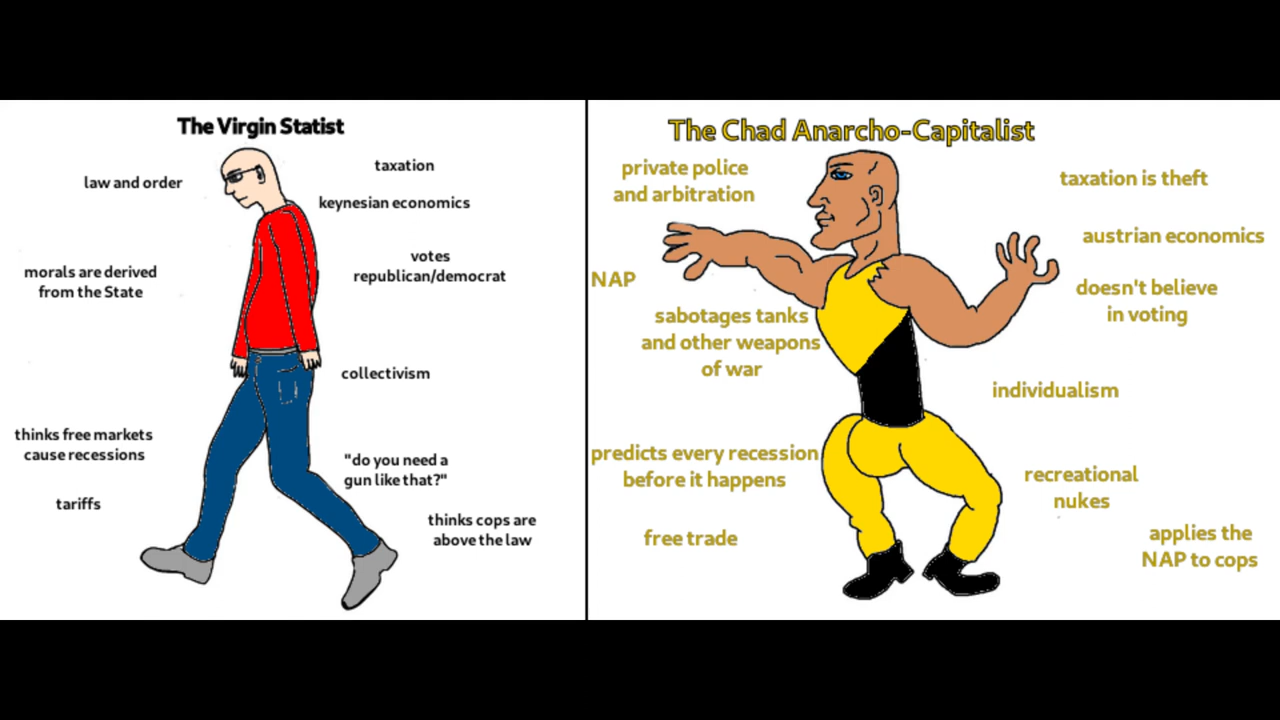 The Virgin Statist
law and order
taxation
keynesian economics
morals are derived
from the State
votes
republican/democrat
collectivism
thinks free markets
cause recessions
"do you need a
gun like that?"
tariffs
thinks cops are
above the law
The Chad Anarcho-Capitalist
private police
and arbitration
taxation is theft
austrian economics
NAP
doesn't believe
in voting
sabotages tanks
and other weapons
of war
individualism
predicts every recession
before it happens
recreational
nukes
free trade
applies the
NAP to cops